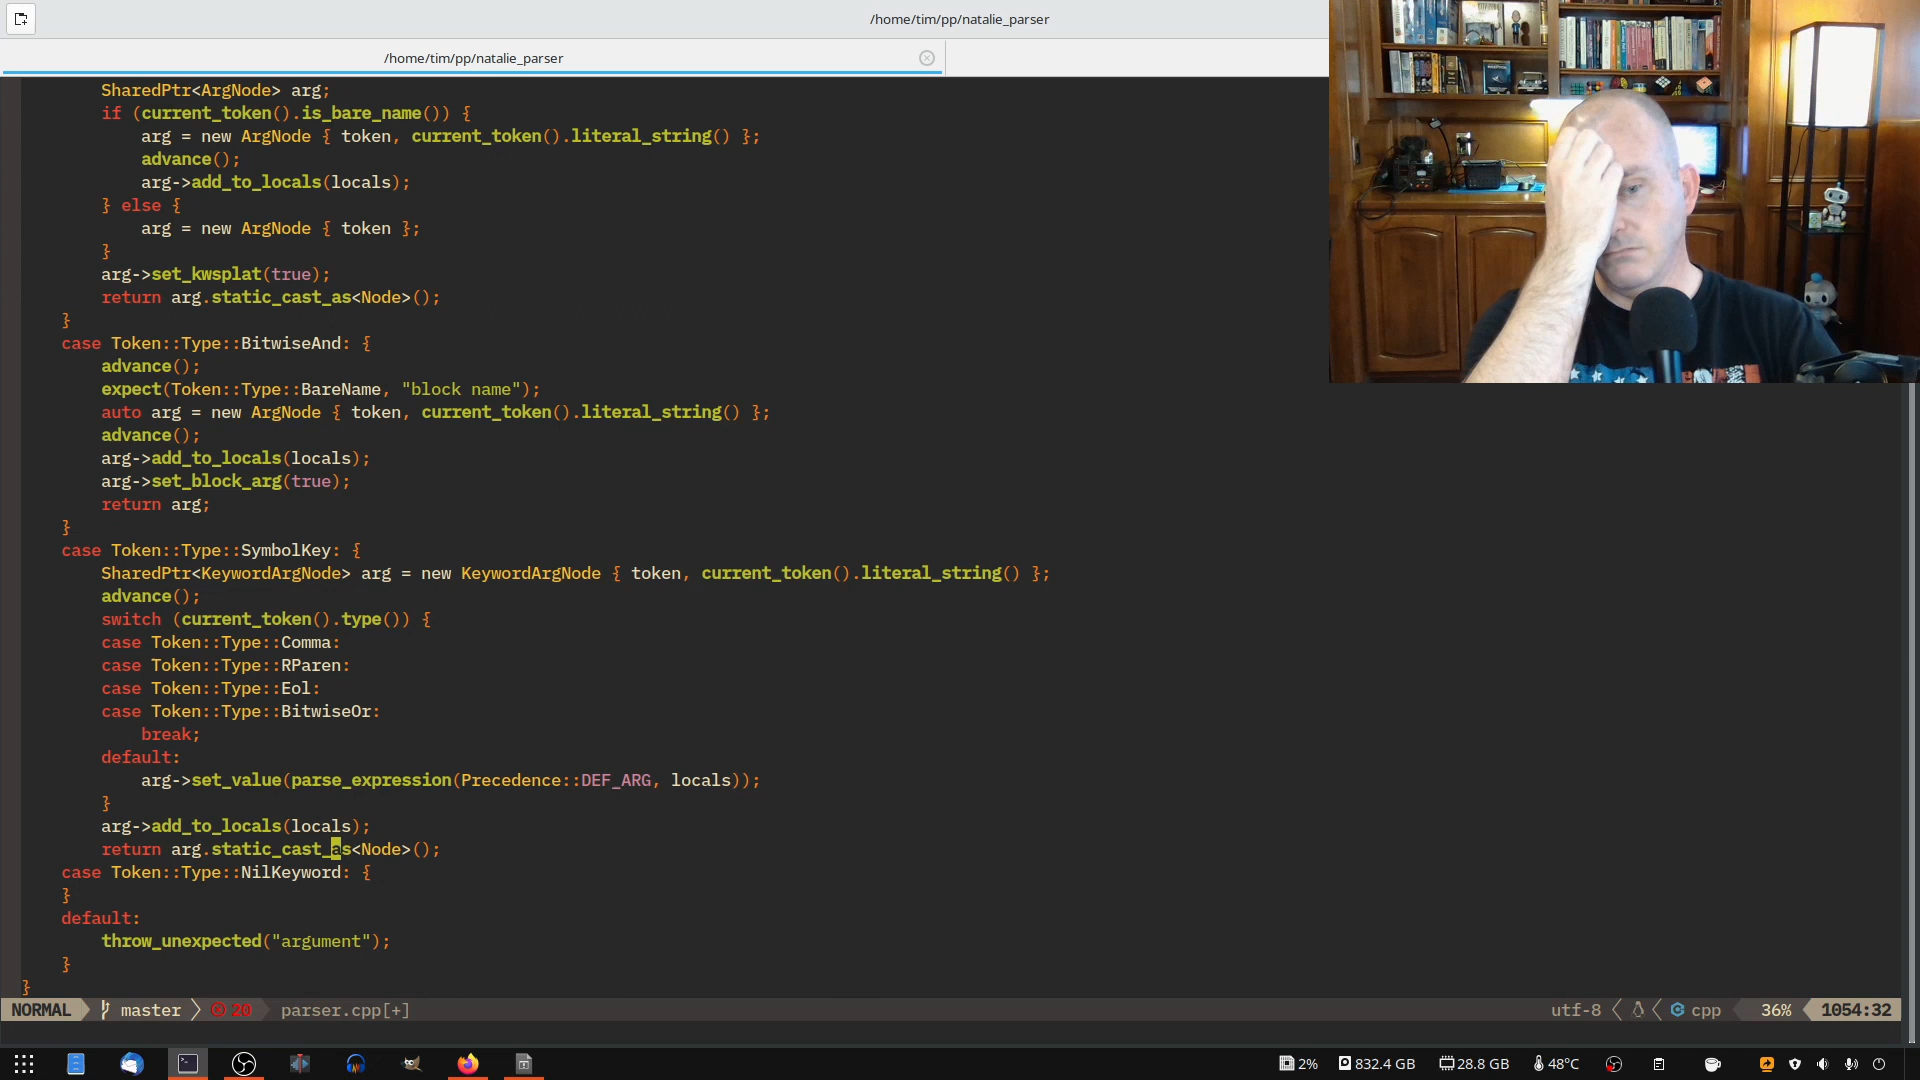 /home/tim/pp/natalie_parser
/home/tim/pp/natalie_parser
SharedPtr<ArgNode> arg;
if (current_token().is_bare_name()) {
arg = new ArgNode { token, current_token().literal_string() };
advance();
arg->add_to_locals(locals);
} else {
arg = new ArgNode { token };
}
arg->set_kwsplat(true);
return arg.static_cast_as<Node>();
}
case Token::Type::BitwiseAnd: {
advance();
expect(Token::Type::BareName, "block name");
auto arg = new ArgNode { token, current_token().literal_string() };
advance();
arg->add_to_locals(locals);
arg->set_block_arg(true);
return arg;
}
case Token::Type::SymbolKey: {
SharedPtr<KeywordArgNode> arg = new KeywordArgNode { token, current_token().literal_string() };
advance();
switch (current_token().type()) {
case Token::Type::Comma:
case Token::Type::RParen:
case Token::Type::Eol:
case Token::Type::BitwiseOr:
break;
default:
arg->set_value(parse_expression(Precedence::DEF_ARG, locals));
}
arg->add_to_locals(locals);
return arg.static_cast_as<Node>();
case Token::Type::NilKeyword: {
}
default:
throw_unexpected("argument");
}
}
NORMAL master 20 parser.cpp[+] utf-8 cpp 36% 1054:32
2% 832.4 GB 28.8 GB 48°C